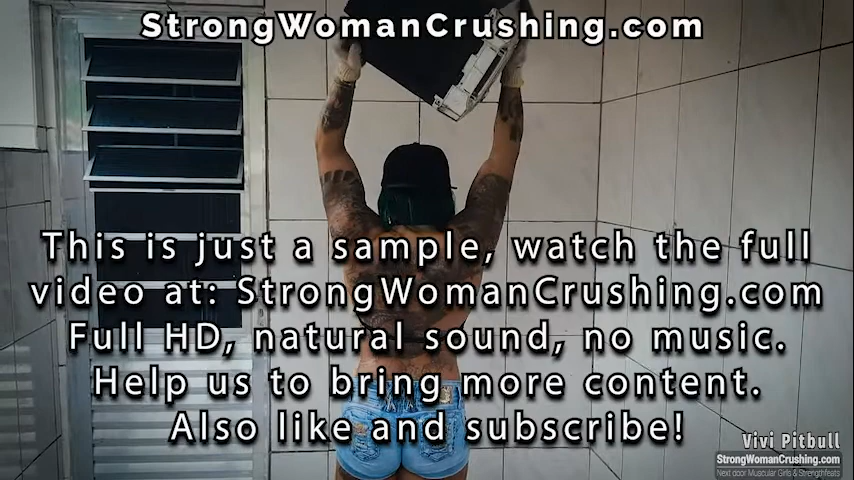 StrongWomanCrushing.com
This is just a sample, watch the full
video at: StrongWomanCrushing.com
Full HD, natural sound, no music.
Help us to bring more content.
Also like and subscribe!
Vivi Pitbull
StrongWomanCrushing.com
Next door Muscular Girls & Strengthfeats